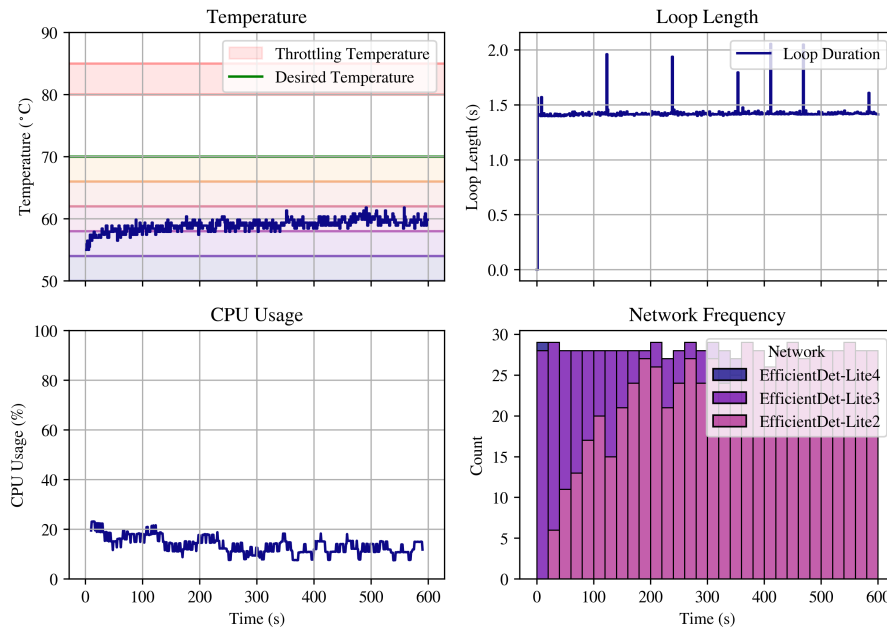 Temperature
90
80
70
60
50
Temperature (°C)
Throttling Temperature
Desired Temperature
Loop Length
2.0
1.5
1.0
0.5
0.0
Loop Length (s)
Loop Duration
CPU Usage
100
80
60
40
20
0
CPU Usage (%)
0 100 200 300 400 500 600
Time (s)
Network Frequency
30
25
20
15
10
5
0
Count
Network
EfficientDet-Lite4
EfficientDet-Lite3
EfficientDet-Lite2
0 100 200 300 400 500 600
Time (s)